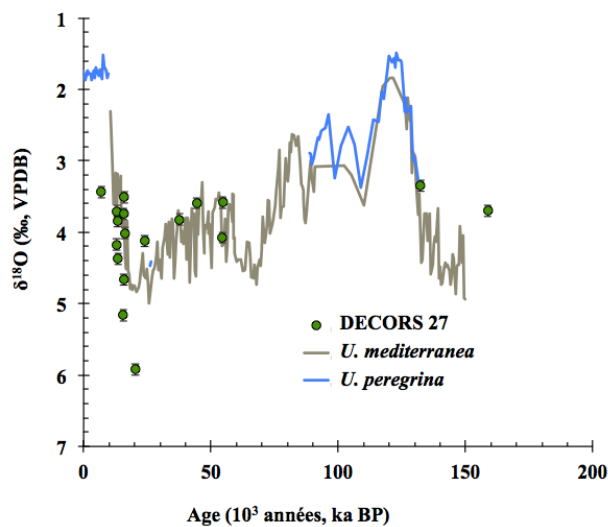 δ¹⁸O (‰, VPDB)
1
2
3
4
5
6
7
DECORS 27
U. mediterranea
U. peregrina
0
50
100
150
200
Age (10³ années, ka BP)